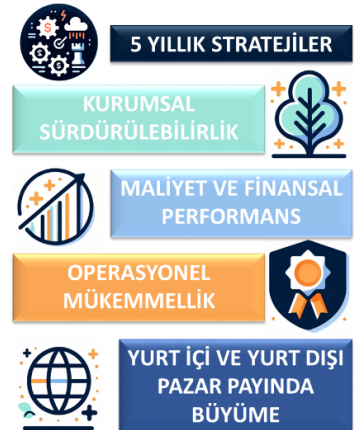 5 YILLIK STRATEJİLER
KURUMSAL
SÜRDÜRÜLEBİLİRLİK
MALİYET VE FİNANSAL
PERFORMANS
OPERASYONEL
MÜKEMMELLİK
YURT İÇİ VE YURT DIŞI
PAZAR PAYINDA
BÜYÜME